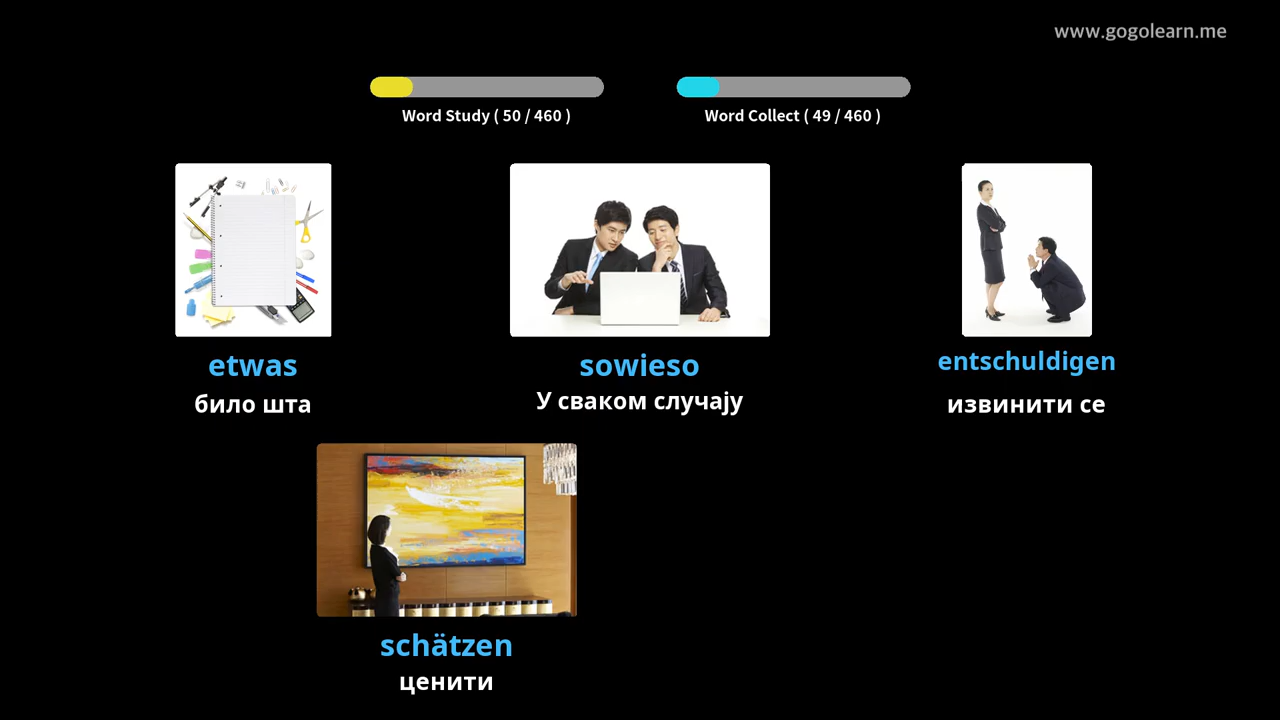 www.gogolearn.me
Word Study ( 50 / 460 )
Word Collect ( 49 / 460 )
etwas
било шта
sowieso
У сваком случају
entschuldigen
извинити се
schätzen
ценити